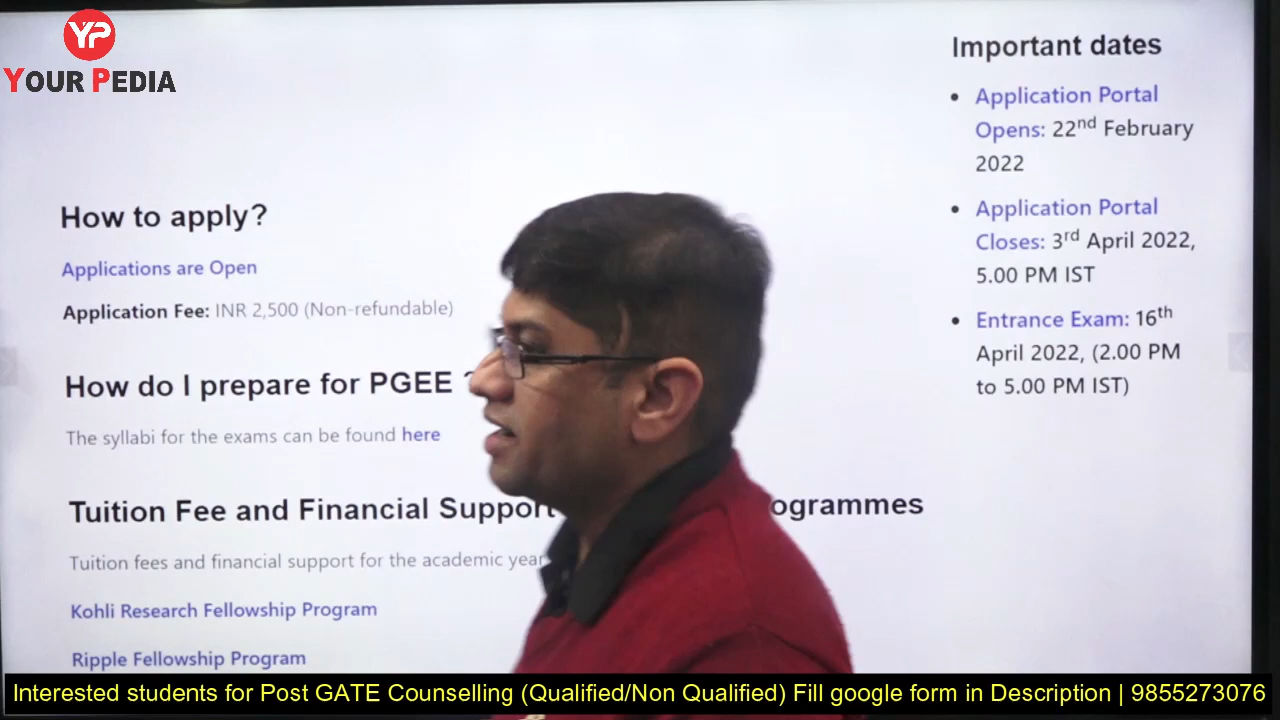 YP
YOUR PEDIA
Important dates
Application Portal
Opens: 22nd February
2022
Application Portal
Closes: 3rd April 2022,
5.00 PM IST
Entrance Exam: 16th
April 2022, (2.00 PM
to 5.00 PM IST)
How to apply?
Applications are Open
Application Fee: INR 2,500 (Non-refundable)
How do I prepare for PGEE ?
The syllabi for the exams can be found here
Tuition Fee and Financial Support ogrammes
Tuition fees and financial support for the academic year
Kohli Research Fellowship Program
Ripple Fellowship Program
Interested students for Post GATE Counselling (Qualified/Non Qualified) Fill google form in Description | 9855273076